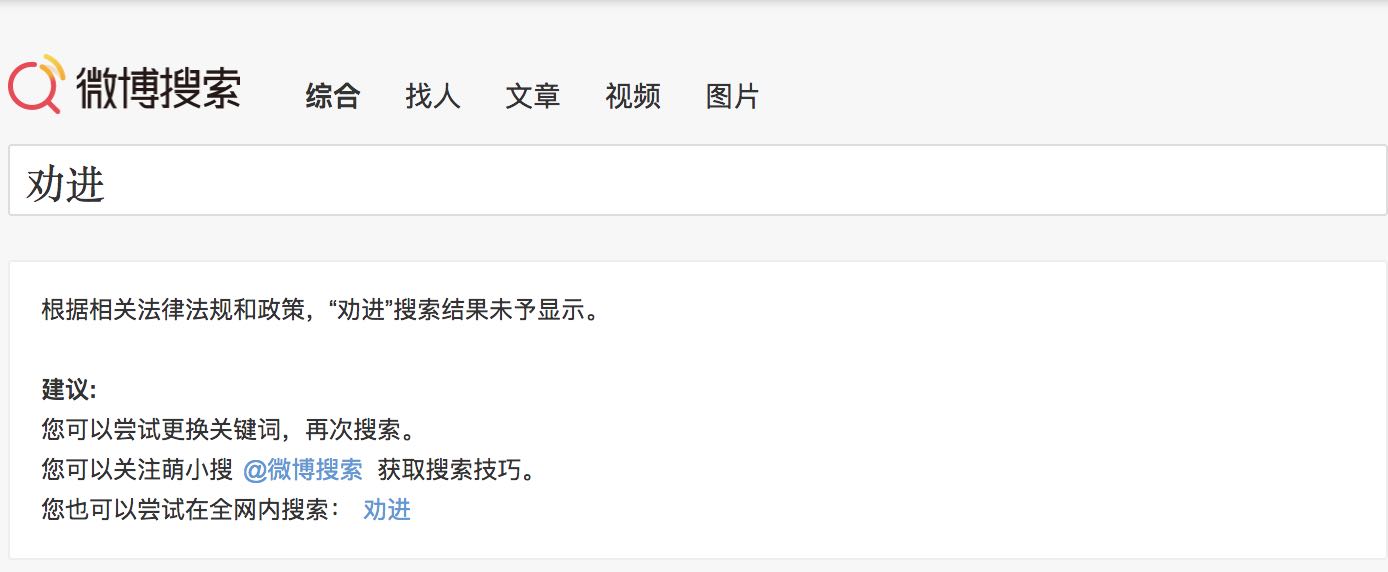 微博搜索 综合 找人 文章 视频 图片
劝进
根据相关法律法规和政策，“劝进”搜索结果未予显示。
建议:
您可以尝试更换关键词，再次搜索。
您可以关注萌小搜 @微博搜索 获取搜索技巧。
您也可以尝试在全网内搜索： 劝进